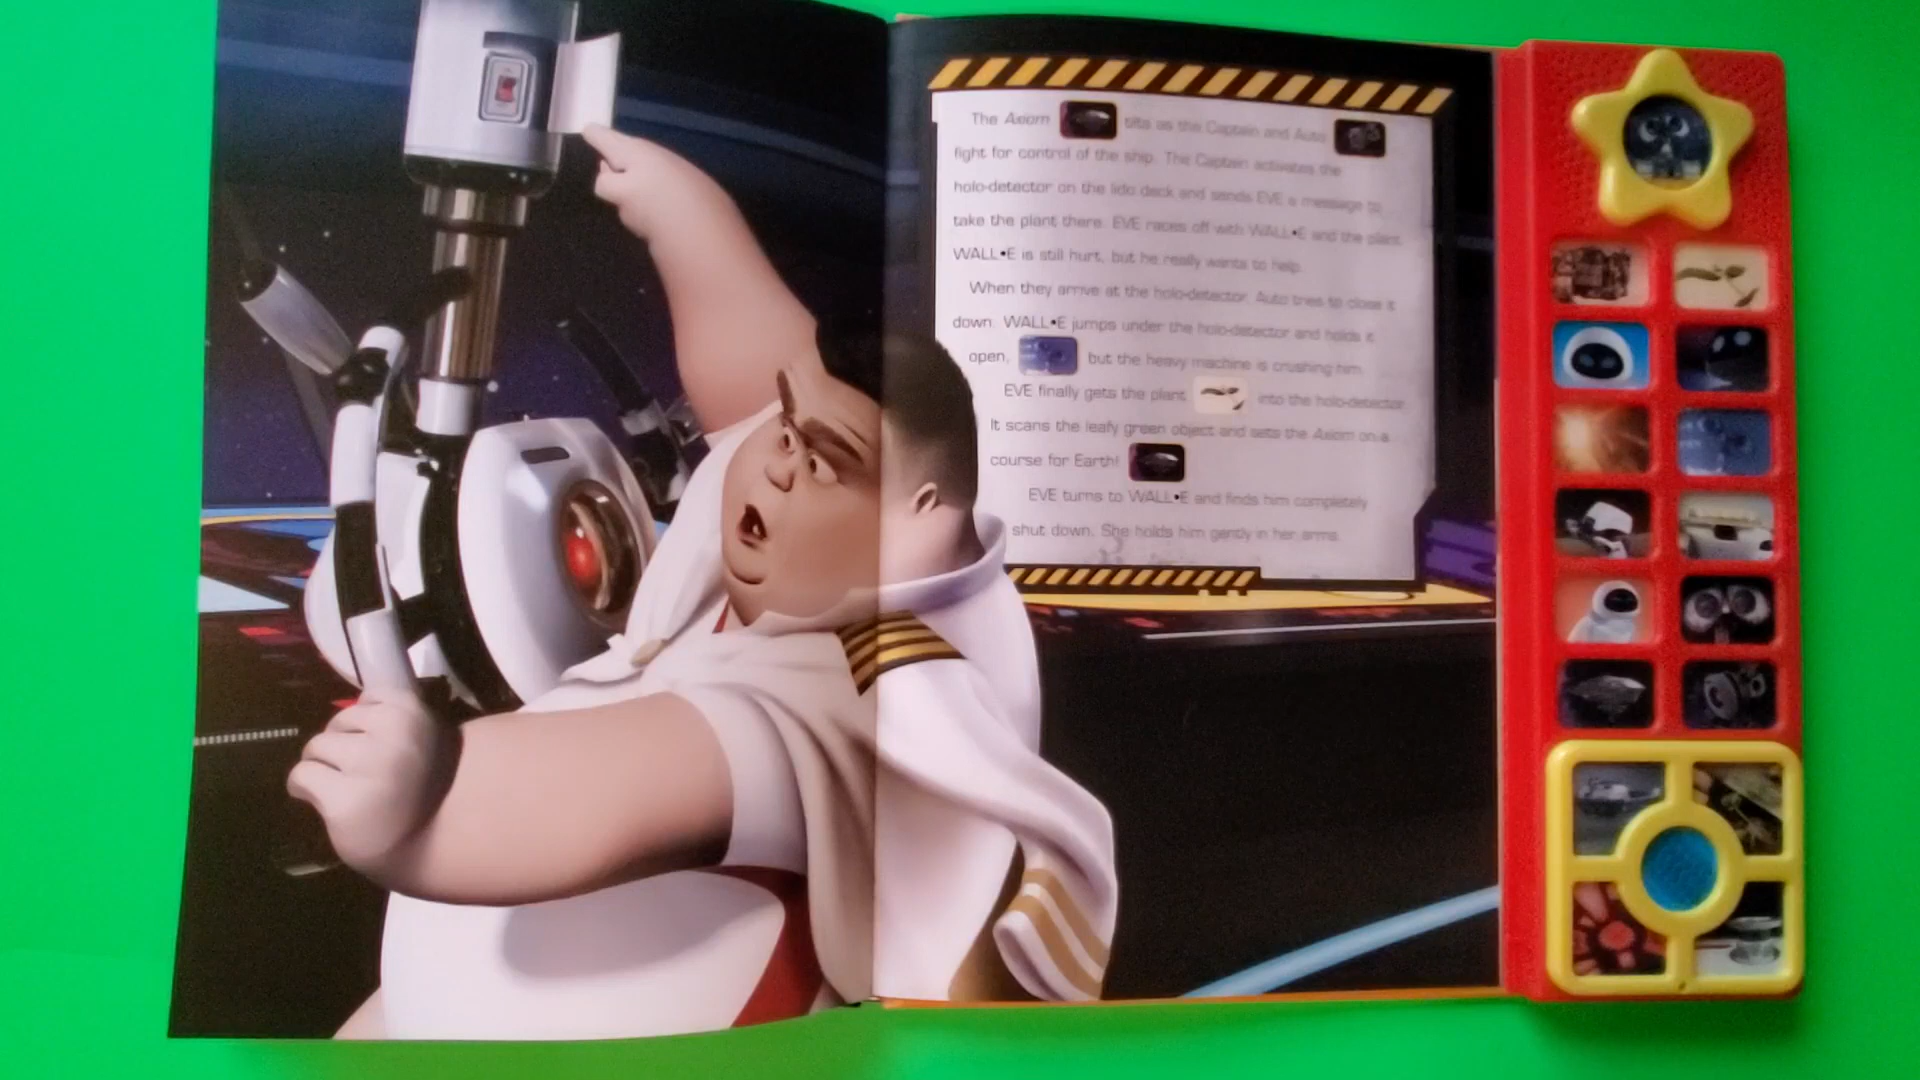 The Axiom tilts as the Captain and Auto
fight for control of the ship. The Captain activates the
holo-detector on the lido deck and sends EVE a message to
take the plant there. EVE races off with WALL•E and the plant.
WALL•E is still hurt, but he really wants to help.
When they arrive at the holo-detector, Auto tries to close it
down. WALL•E jumps under the holo-detector and holds it
open, but the heavy machine is crushing him.
EVE finally gets the plant into the holo-detector.
It scans the leafy green object and sets the Axiom on a
course for Earth!
EVE turns to WALL•E and finds him completely
shut down. She holds him gently in her arms.